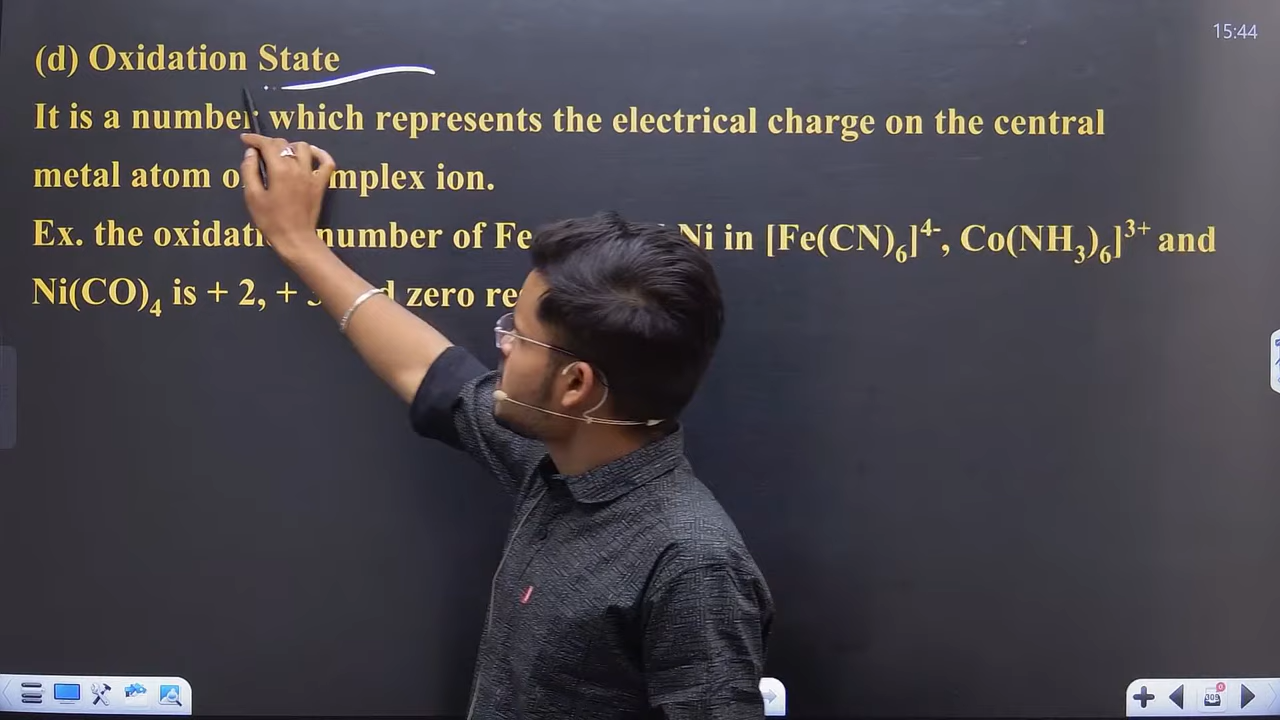 15:44
(d) Oxidation State
It is a number which represents the electrical charge on the central
metal atom mplex ion.
Ex. the oxidati number of Fe Ni in [Fe(CN)₆]⁴⁻, Co(NH₃)₆]³⁺ and
Ni(CO)₄ is + 2, + zero re